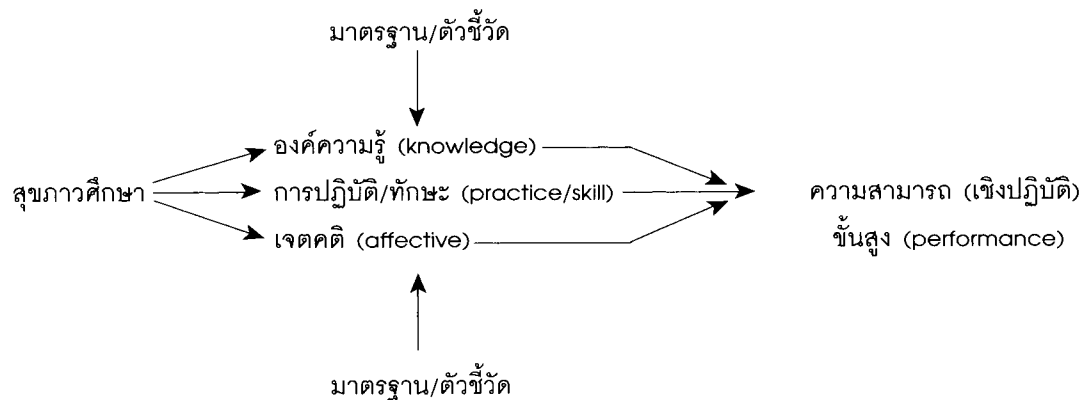 มาตรฐาน/ตัวชี้วัด
องค์ความรู้ (knowledge)
สุขภาวศึกษา การปฏิบัติ/ทักษะ (practice/skill) ความสามารถ (เชิงปฏิบัติ)
เจตคติ (affective) ขั้นสูง (performance)
มาตรฐาน/ตัวชี้วัด